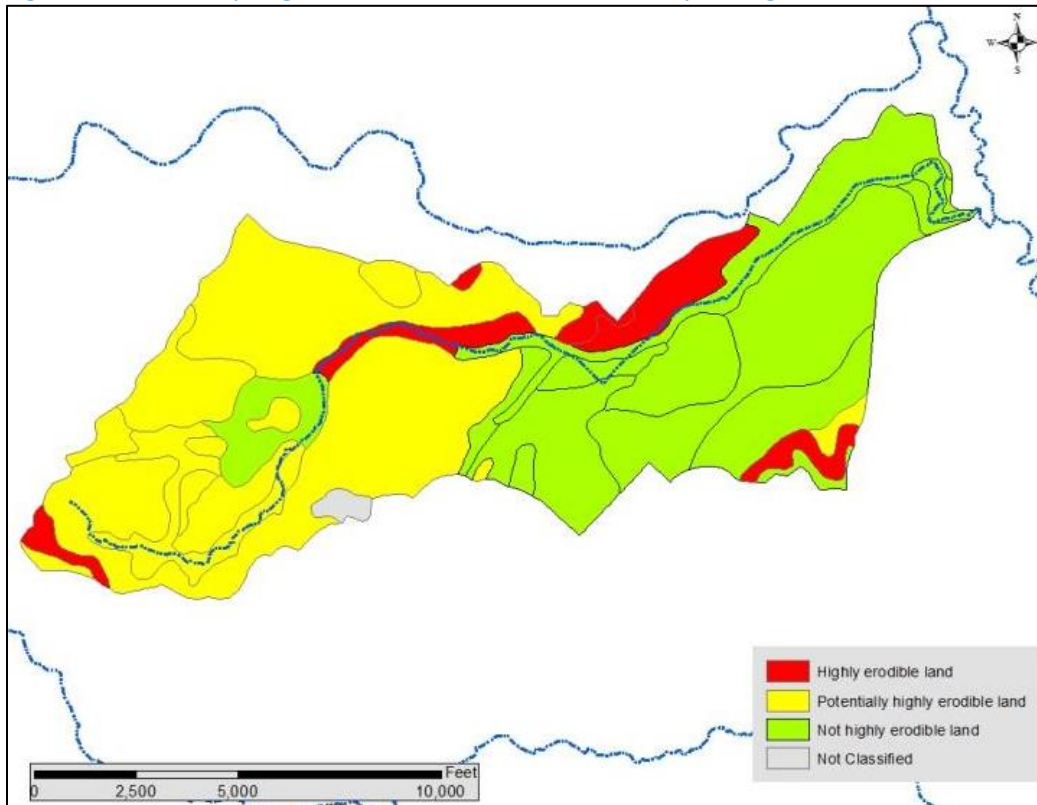 N
W
S
Highly erodible land
Potentially highly erodible land
Not highly erodible land
Not Classified
Feet
0 2,500 5,000 10,000